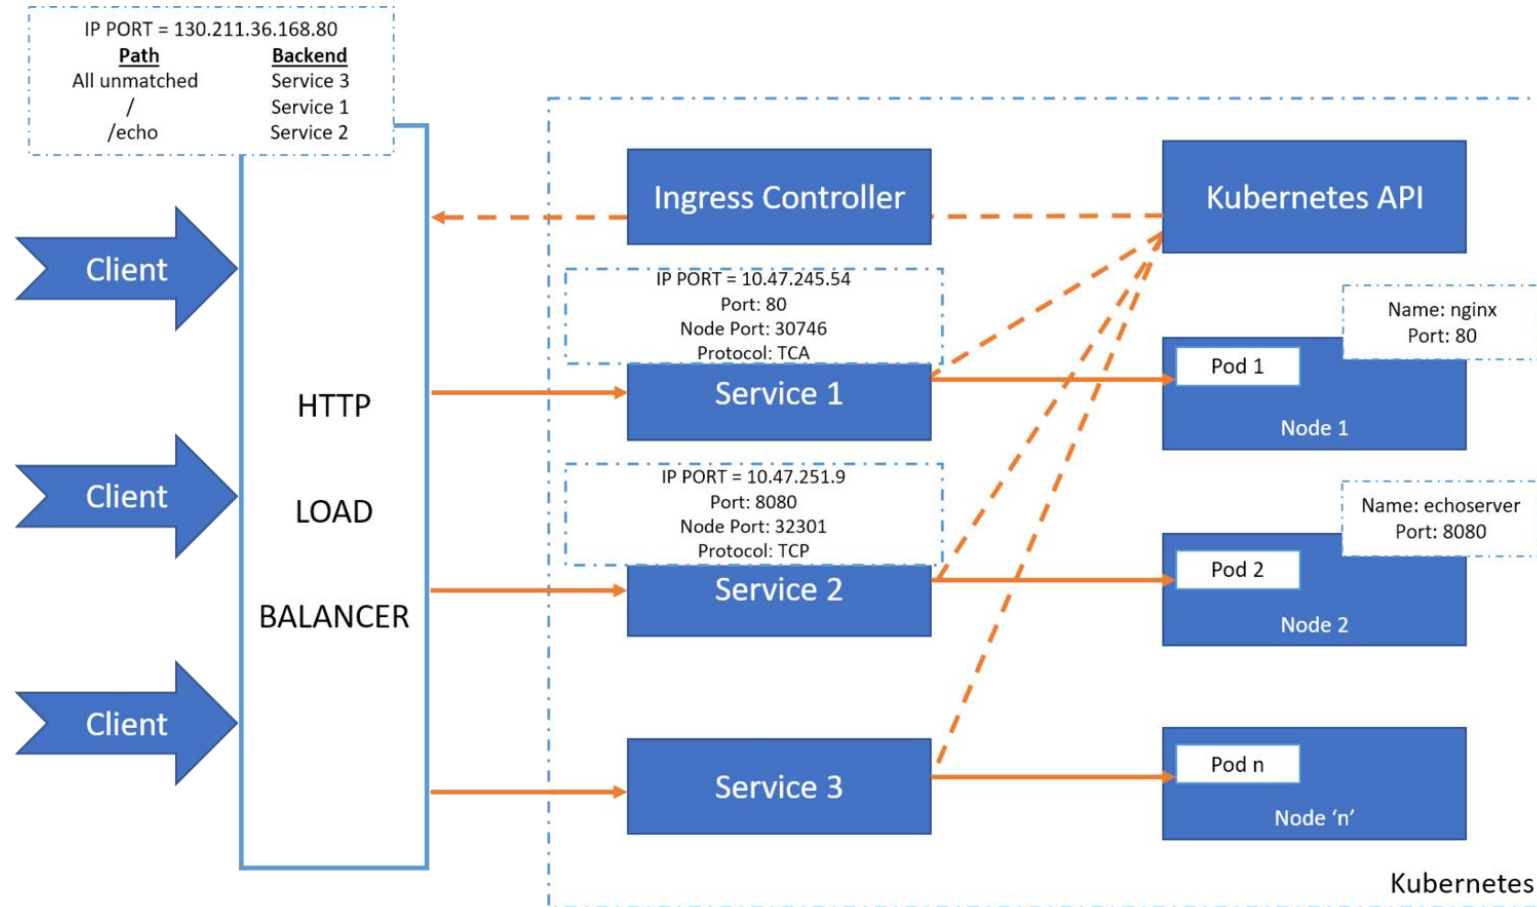 IP PORT = 130.211.36.168.80
Path Backend
All unmatched Service 3
/ Service 1
/echo Service 2
Ingress Controller
Kubernetes API
Client
IP PORT = 10.47.245.54
Port: 80
Node Port: 30746
Protocol: TCA
Service 1
Name: nginx
Port: 80
Pod 1
Node 1
HTTP
LOAD
BALANCER
Client
IP PORT = 10.47.251.9
Port: 8080
Node Port: 32301
Protocol: TCP
Service 2
Name: echoserver
Port: 8080
Pod 2
Node 2
Client
Service 3
Pod n
Node ‘n’
Kubernetes